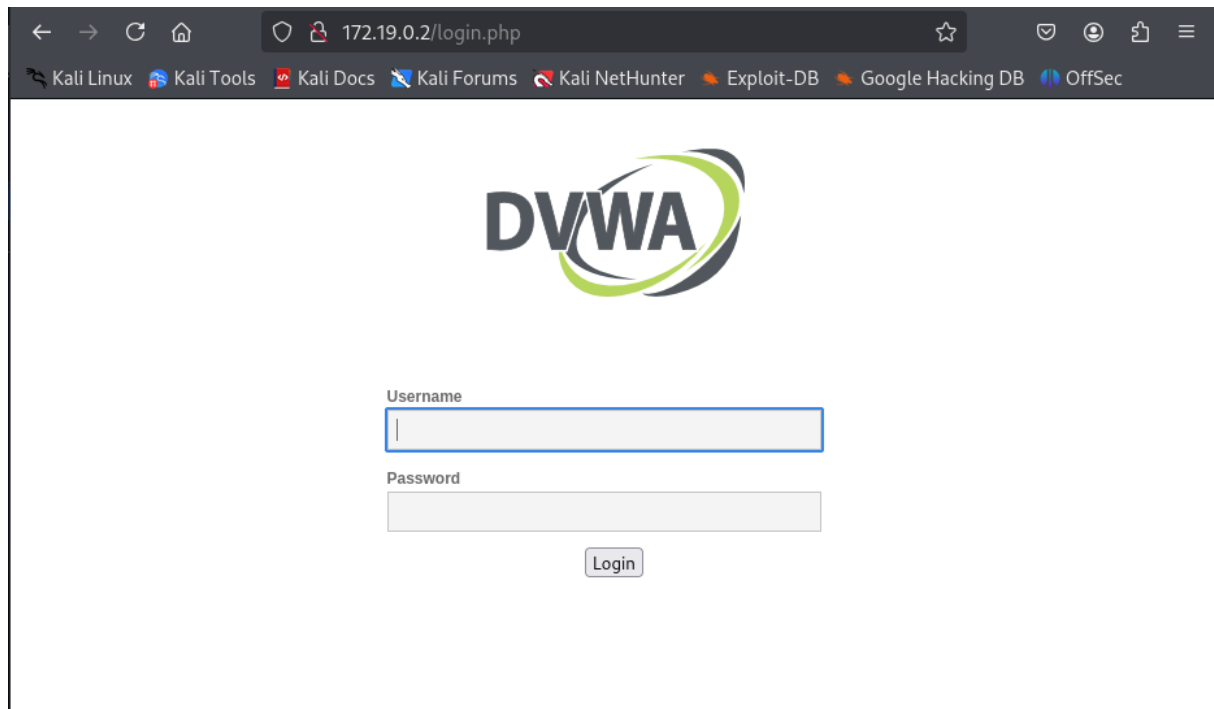 172.19.0.2/login.php
Kali Linux Kali Tools Kali Docs Kali Forums Kali NetHunter Exploit-DB Google Hacking DB OffSec
DVWA
Username
Password
Login